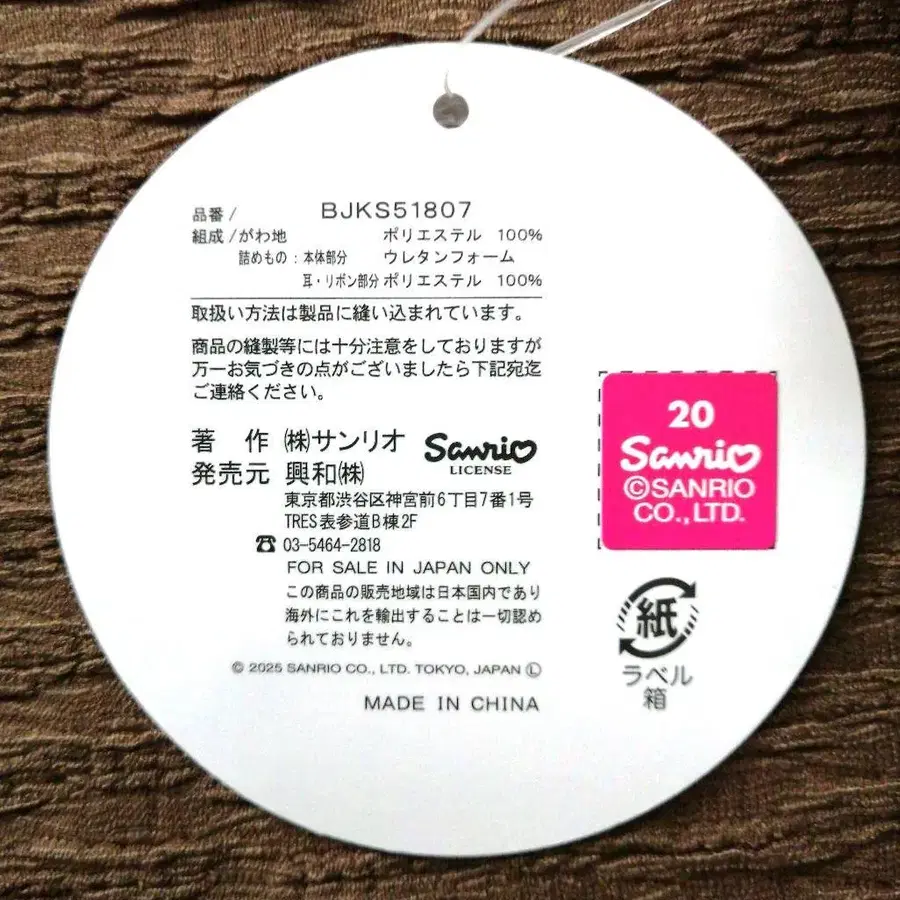 品番/ BJKS51807
組成/がわ地 ポリエステル 100%
詰めもの:本体部分 ウレタンフォーム
耳・リボン部分 ポリエステル 100%
取扱い方法は製品に縫い込まれています。
商品の縫製等には十分注意をしておりますが
万一お気づきの点がございましたら下記宛迄
ご連絡ください。
著 作 ㈱サンリオ Sanrio
LICENSE
発売元 興和㈱
東京都渋谷区神宮前6丁目7番1号
TRES表参道B棟2F
☎ 03-5464-2818
FOR SALE IN JAPAN ONLY
この商品の販売地域は日本国内であり
海外にこれを輸出することは一切認め
られておりません。
© 2025 SANRIO CO., LTD. TOKYO, JAPAN Ⓛ
MADE IN CHINA
20
Sanrio
©SANRIO
CO.,LTD.
紙
ラベル
箱